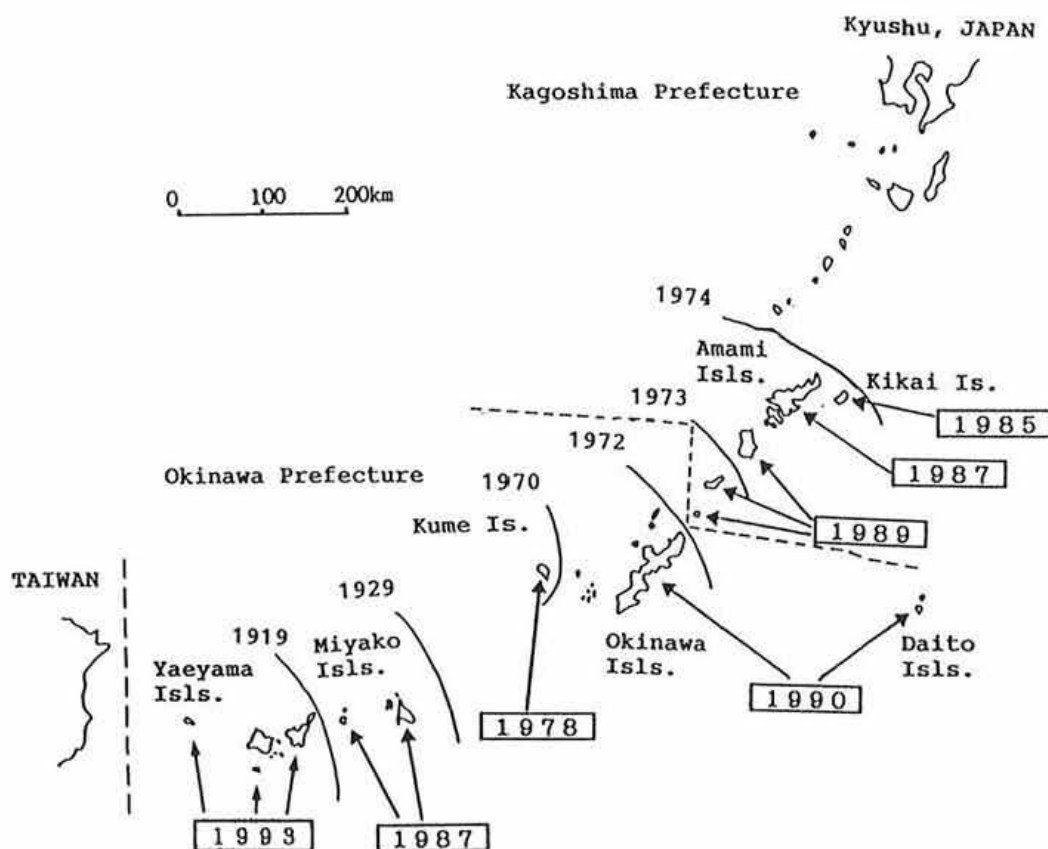 Kyushu, JAPAN
Kagoshima Prefecture
0 100 200km
1974
Amami
Isls.
Kikai Is.
1973
1985
1972
1987
Okinawa Prefecture
1970
Kume Is.
1989
TAIWAN
1929
1919
Miyako
Isls.
Okinawa
Isls.
Daito
Isls.
Yaeyama
Isls.
1990
1978
1993
1987